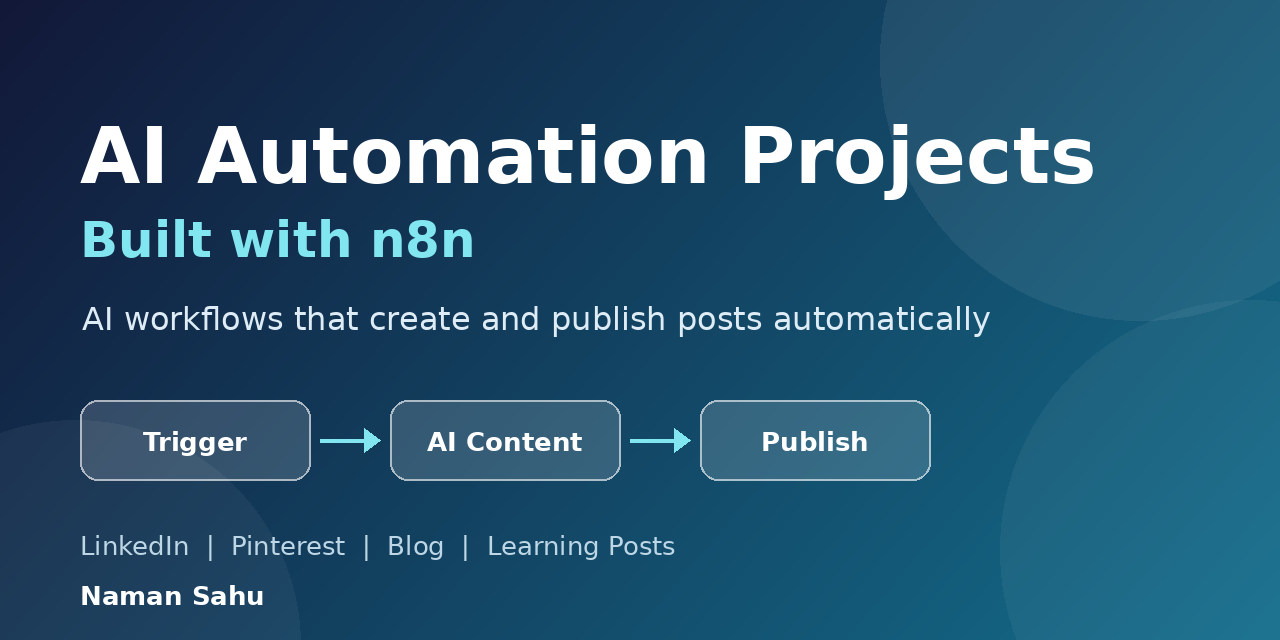 AI Automation Projects
Built with n8n
AI workflows that create and publish posts automatically
Trigger
AI Content
Publish
LinkedIn | Pinterest | Blog | Learning Posts
Naman Sahu